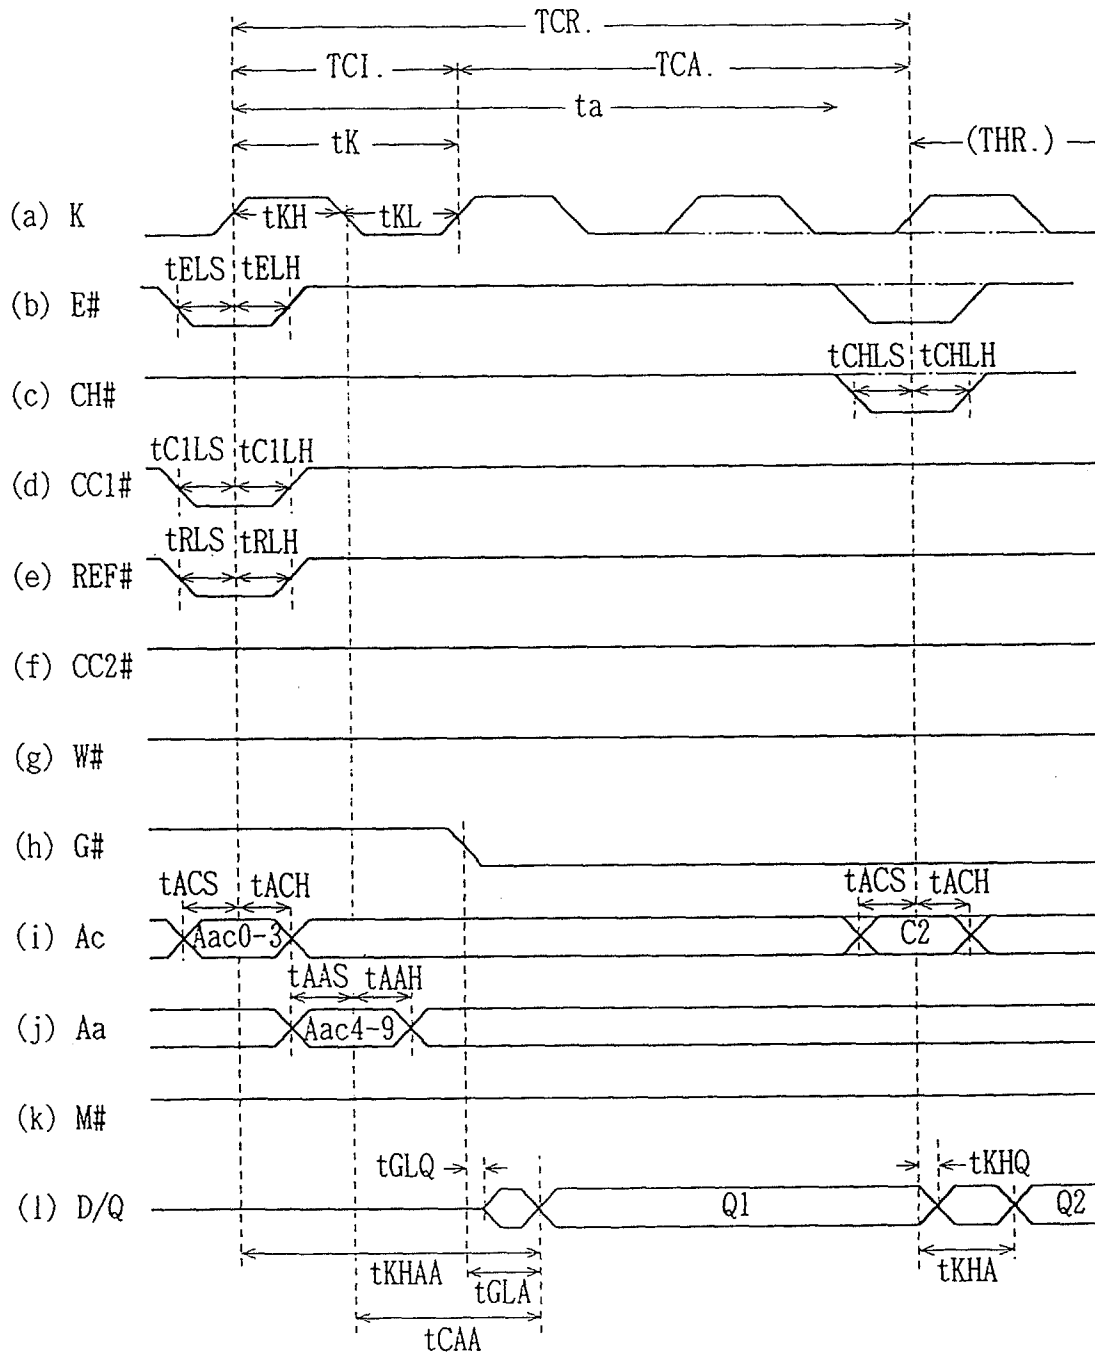 TCR.
TCI. TCA.
ta
tK (THR.)
(a) K tKH tKL
tELS tELH
(b) E#
tCHLS tCHLH
(c) CH#
tC1LS tC1LH
(d) CC1#
tRLS tRLH
(e) REF#
(f) CC2#
(g) W#
(h) G#
tACS tACH tACS tACH
(i) Ac Aac0-3 C2
tAAS tAAH
(j) Aa Aac4-9
(k) M#
tGLQ tKHQ
(l) D/Q Q1 Q2
tKHAA tKHA
tGLA
tCAA